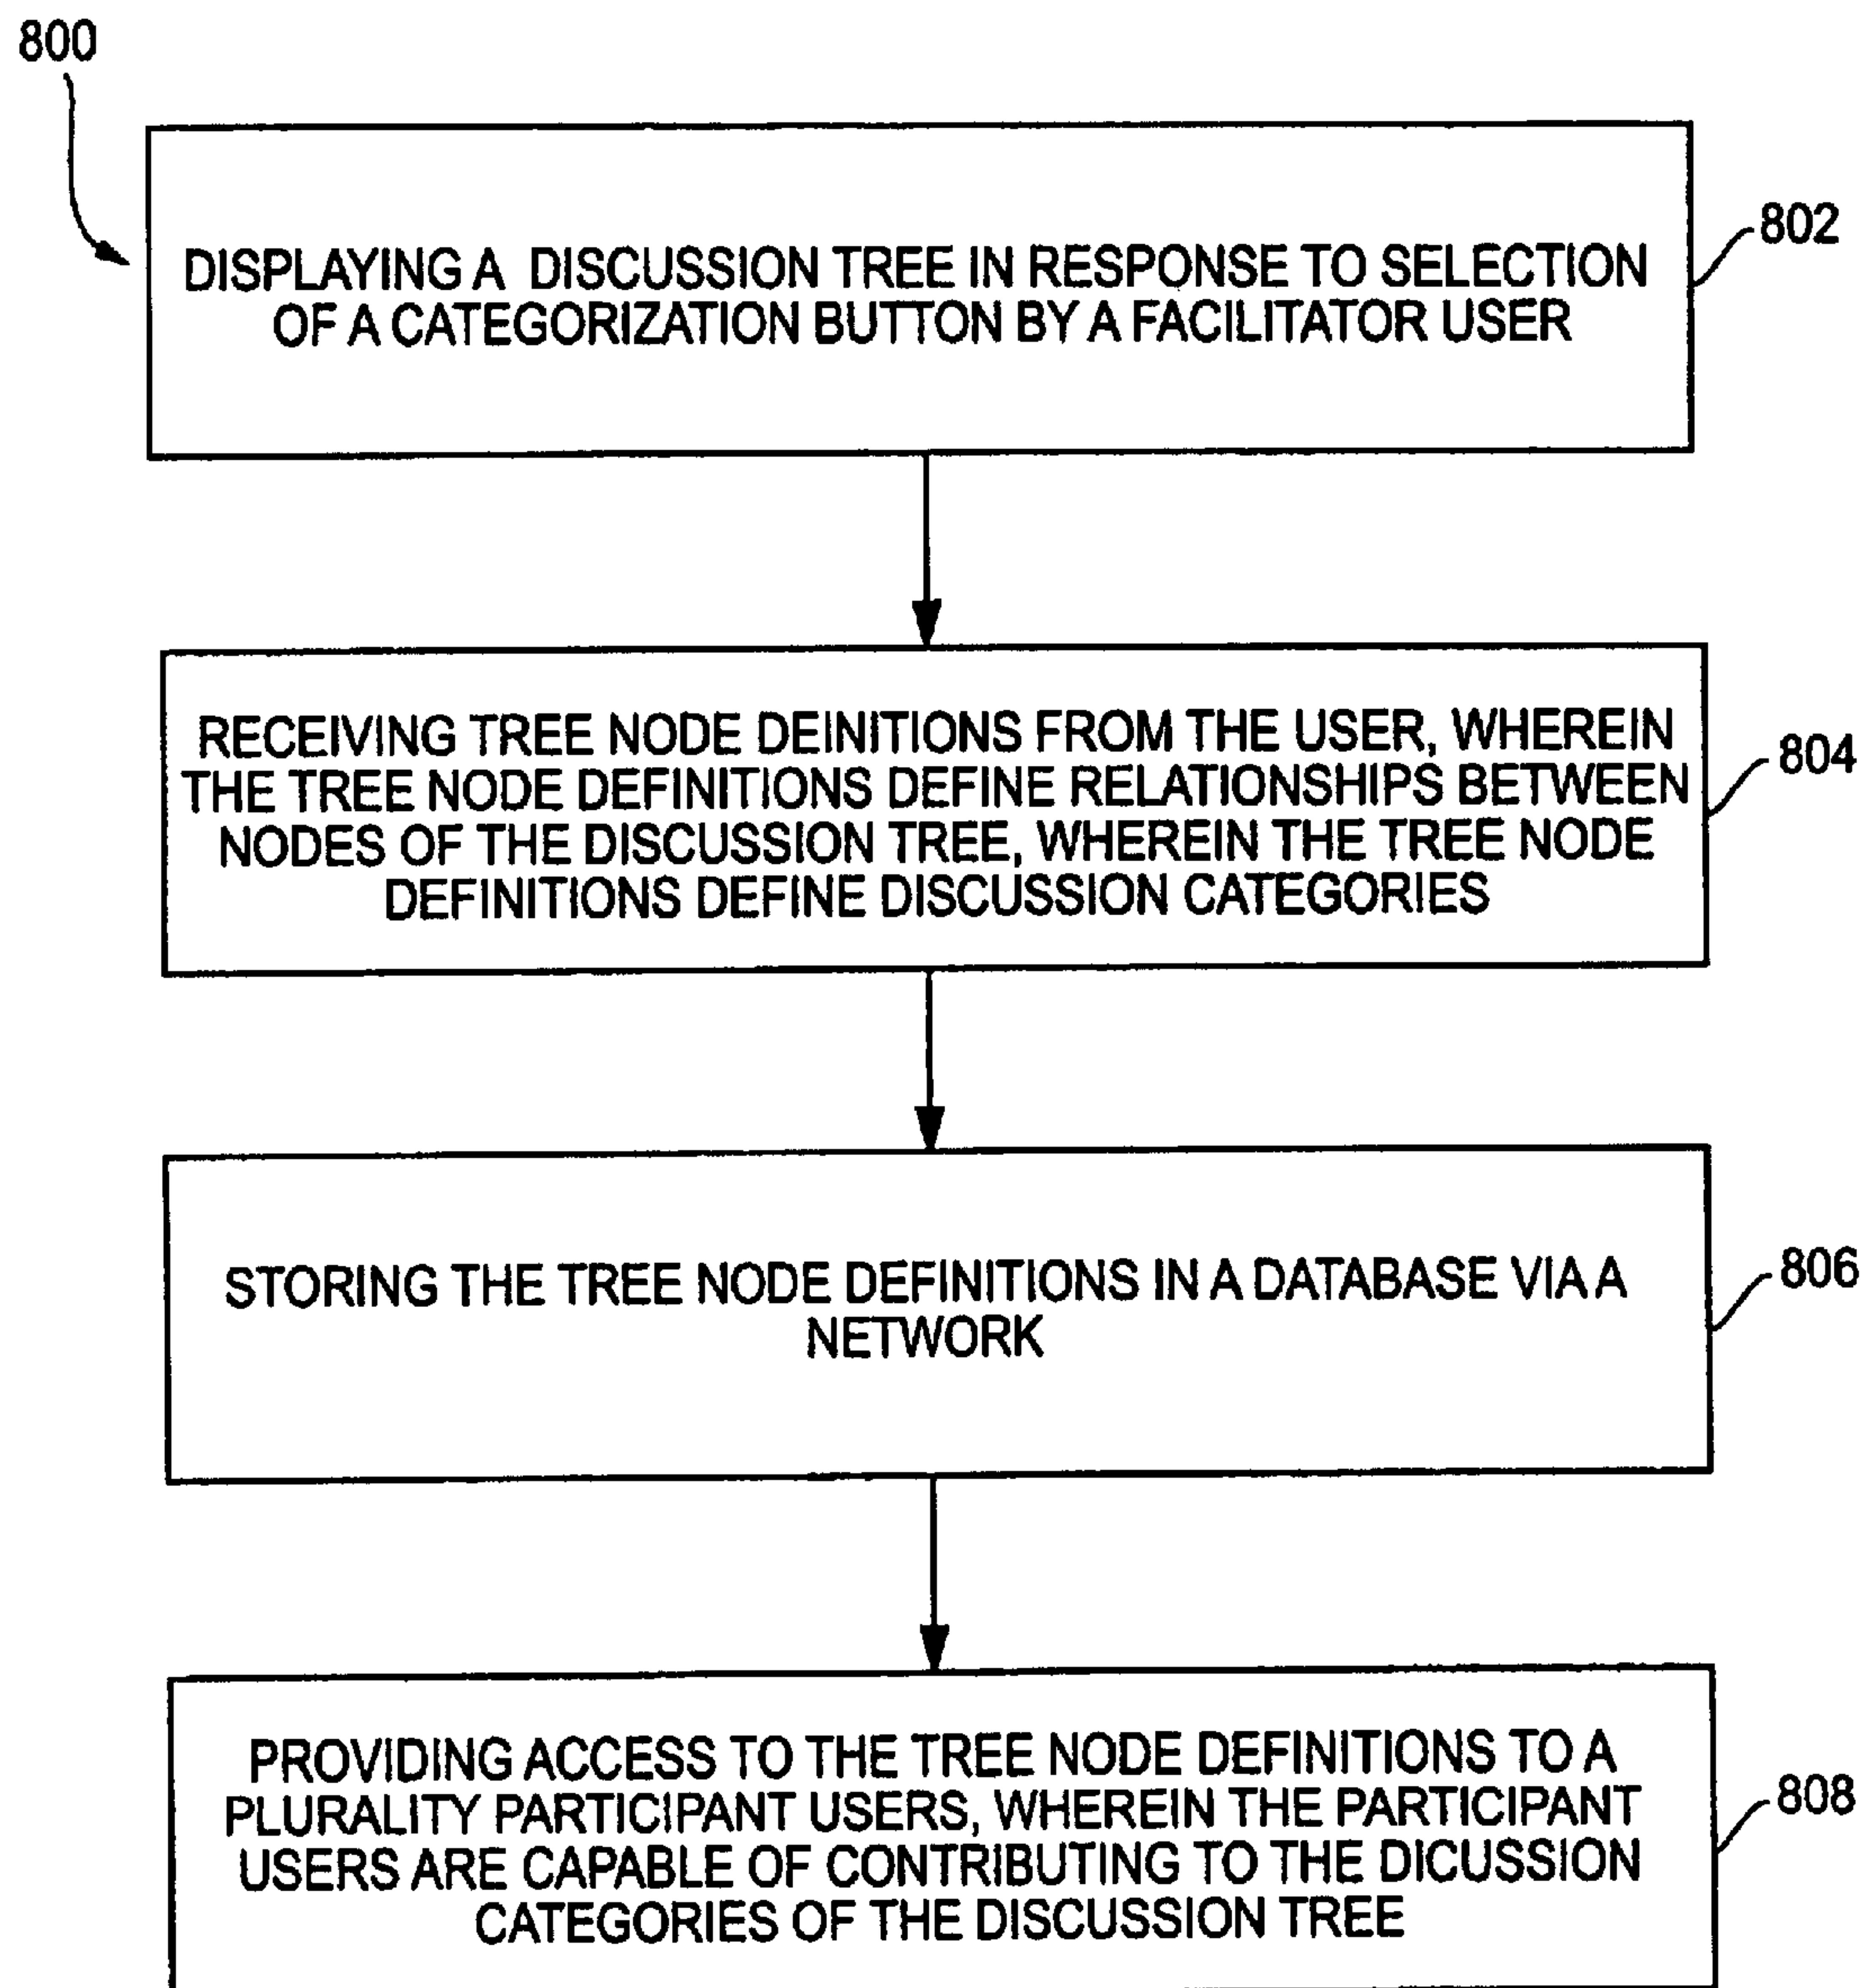 800
DISPLAYING A DISCUSSION TREE IN RESPONSE TO SELECTION
OF A CATEGORIZATION BUTTON BY A FACILITATOR USER
802
RECEIVING TREE NODE DEINITIONS FROM THE USER, WHEREIN
THE TREE NODE DEFINITIONS DEFINE RELATIONSHIPS BETWEEN
NODES OF THE DISCUSSION TREE, WHEREIN THE TREE NODE
DEFINITIONS DEFINE DISCUSSION CATEGORIES
804
STORING THE TREE NODE DEFINITIONS IN A DATABASE VIA A
NETWORK
806
PROVIDING ACCESS TO THE TREE NODE DEFINITIONS TO A
PLURALITY PARTICIPANT USERS, WHEREIN THE PARTICIPANT
USERS ARE CAPABLE OF CONTRIBUTING TO THE DICUSSION
CATEGORIES OF THE DISCUSSION TREE
808